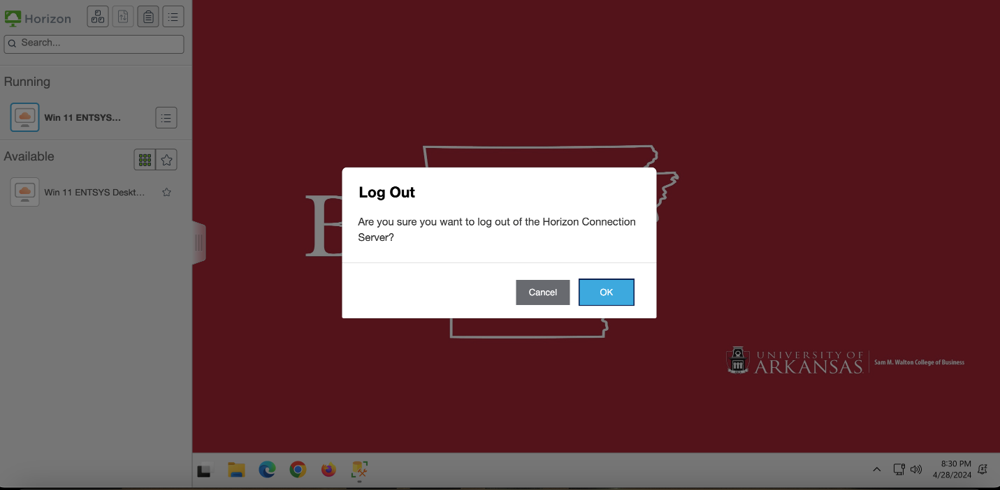 Horizon
Search...
Running
Win 11 ENTSYS...
Available
Win 11 ENTSYS Deskt...
Log Out
Are you sure you want to log out of the Horizon Connection
Server?
Cancel
OK
UNIVERSITY OF
ARKANSAS
Sam M. Walton College of Business
8:30 PM
4/28/2024